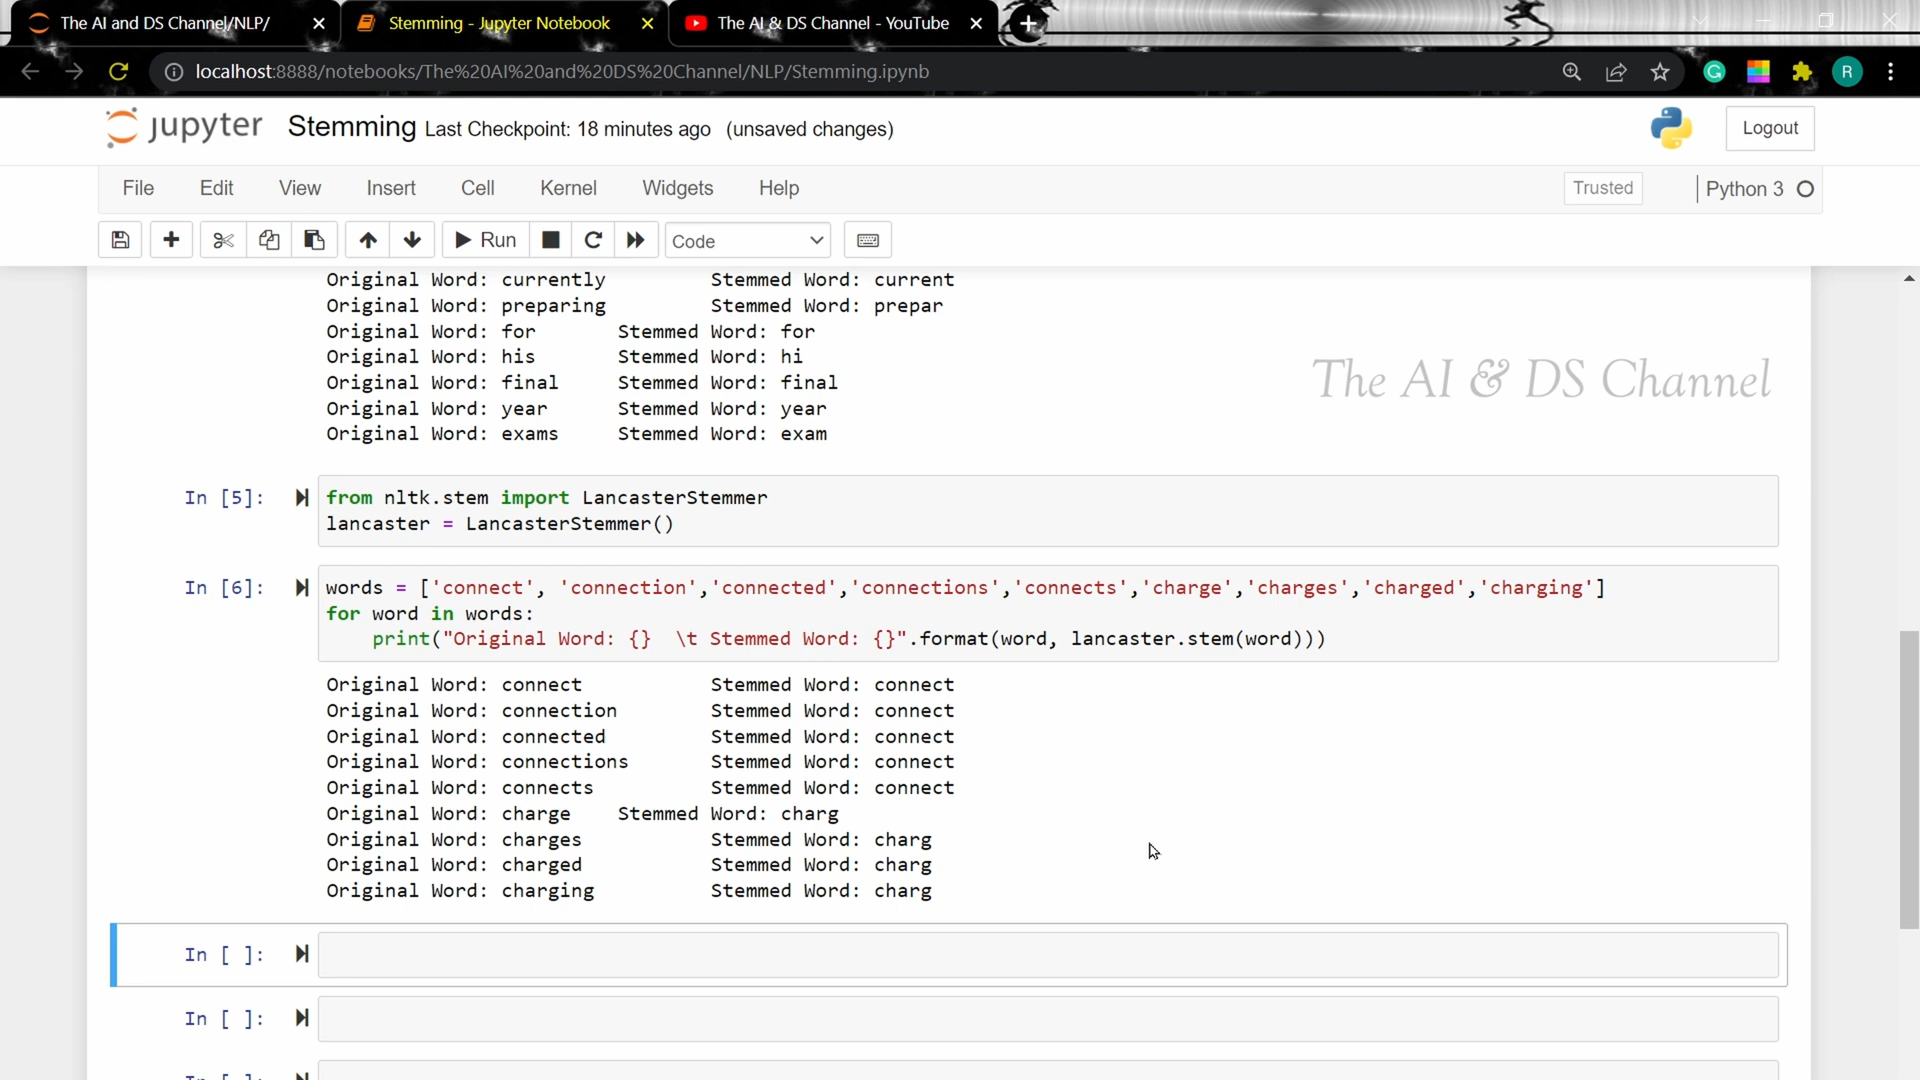 The AI and DS Channel/NLP/
Stemming - Jupyter Notebook
The AI & DS Channel - YouTube
localhost:8888/notebooks/The%20AI%20and%20DS%20Channel/NLP/Stemming.ipynb
R
jupyter Stemming Last Checkpoint: 18 minutes ago (unsaved changes)
Logout
File Edit View Insert Cell Kernel Widgets Help
Trusted
Python 3
Run
Code
Original Word: currently Stemmed Word: current
Original Word: preparing Stemmed Word: prepar
Original Word: for Stemmed Word: for
Original Word: his Stemmed Word: hi
Original Word: final Stemmed Word: final
Original Word: year Stemmed Word: year
Original Word: exams Stemmed Word: exam
The AI & DS Channel
In [5]: from nltk.stem import LancasterStemmer
lancaster = LancasterStemmer()
In [6]: words = ['connect', 'connection','connected','connections','connects','charge','charges','charged','charging']
for word in words:
print("Original Word: {} \t Stemmed Word: {}".format(word, lancaster.stem(word)))
Original Word: connect Stemmed Word: connect
Original Word: connection Stemmed Word: connect
Original Word: connected Stemmed Word: connect
Original Word: connections Stemmed Word: connect
Original Word: connects Stemmed Word: connect
Original Word: charge Stemmed Word: charg
Original Word: charges Stemmed Word: charg
Original Word: charged Stemmed Word: charg
Original Word: charging Stemmed Word: charg
In [ ]:
In [ ]: